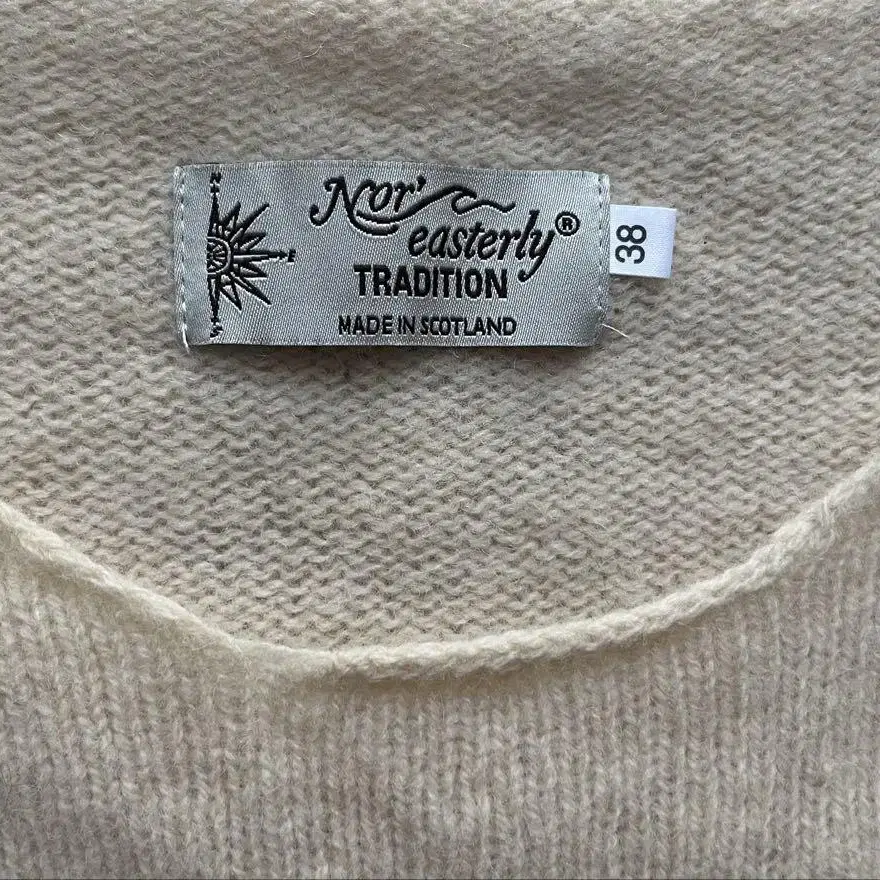 N
E
S
Nor'
easterly®
TRADITION
MADE IN SCOTLAND
38